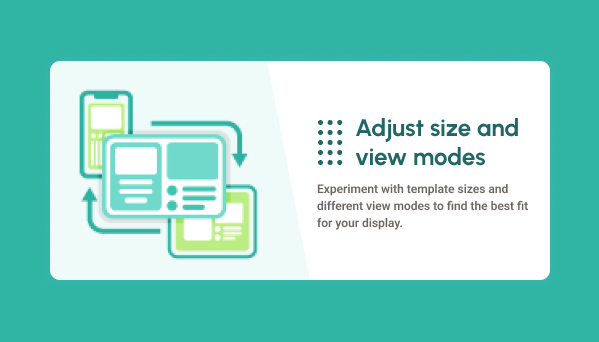 Adjust size and
view modes
Experiment with template sizes and
different view modes to find the best fit
for your display.